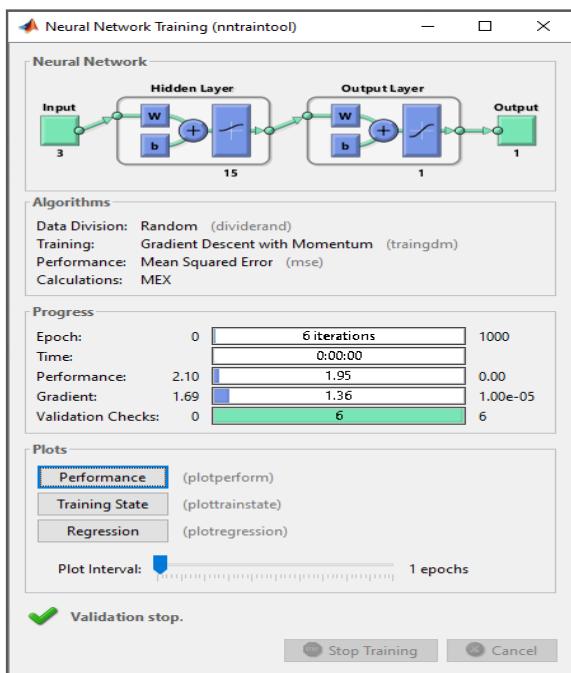 Neural Network Training (nntraintool)
Neural Network
Hidden Layer
Output Layer
Input
Output
W
b
+
W
b
+
3
15
1
1
Algorithms
Data Division: Random (dividerand)
Training: Gradient Descent with Momentum (traingdm)
Performance: Mean Squared Error (mse)
Calculations: MEX
Progress
Epoch: 0 6 iterations 1000
Time: 0:00:00
Performance: 2.10 1.95 0.00
Gradient: 1.69 1.36 1.00e-05
Validation Checks: 0 6 6
Plots
Performance (plotperform)
Training State (plottrainstate)
Regression (plotregression)
Plot Interval: 1 epochs
Validation stop.
Stop Training Cancel